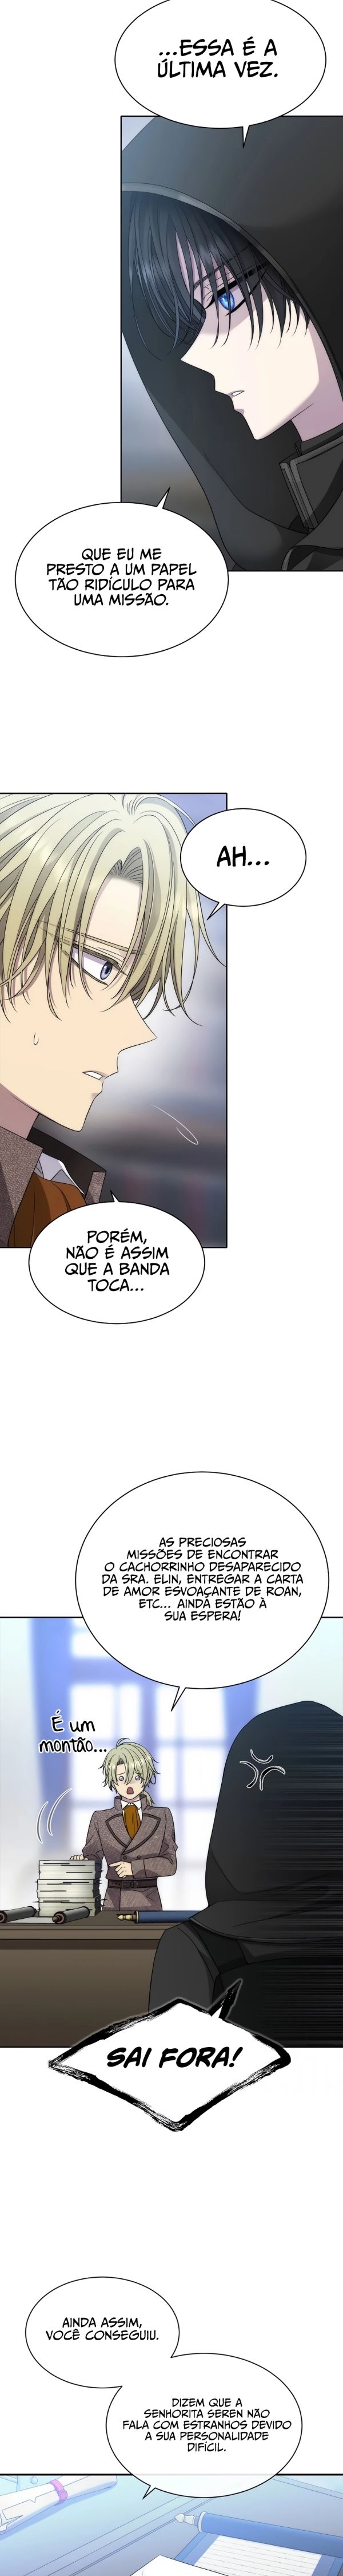 ...ESSA É A
ÚLTIMA VEZ.
QUE EU ME
PRESTO A UM PAPEL
TÃO RIDÍCULO PARA
UMA MISSÃO.
AH...
PORÉM,
NÃO É ASSIM
QUE A BANDA
TOCA...
AS PRECIOSAS
MISSÕES DE ENCONTRAR
O CACHORRINHO DESAPARECIDO
DA SRA. ELIN, ENTREGAR A CARTA
DE AMOR ESVOAÇANTE DE ROAN,
ETC... AINDA ESTÃO À
SUA ESPERA!
É um
montão...
SAI FORA!
AINDA ASSIM,
VOCÊ CONSEGUIU.
DIZEM QUE A
SENHORITA SEREN NÃO
FALA COM ESTRANHOS DEVIDO
A SUA PERSONALIDADE
DIFÍCIL.